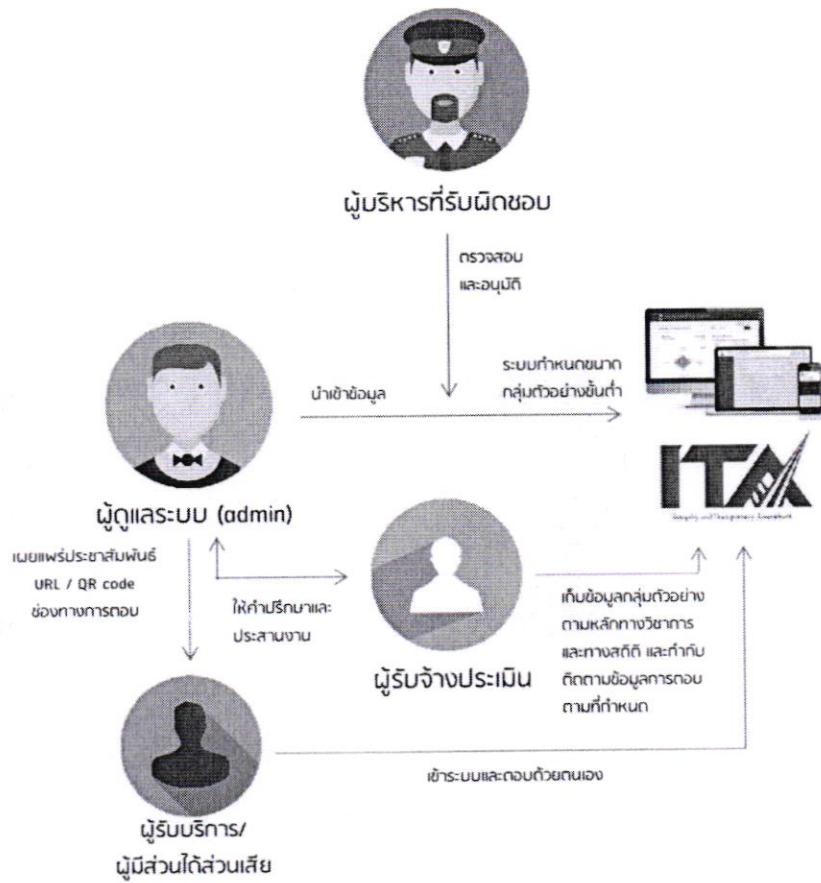 ผู้บริหารที่รับผิดชอบ
ตรวจสอบ
และอนุมัติ
นำเข้าข้อมูล
ระบบกำหนดขนาด
กลุ่มตัวอย่างขั้นต่ำ
ITA
Integrity and Transparency Assessment
ผู้ดูแลระบบ (admin)
เผยแพร่ประชาสัมพันธ์
URL / QR code
ช่องทางการตอบ
ให้คำปรึกษาและ
ประสานงาน
ผู้รับจ้างประเมิน
เก็บข้อมูลกลุ่มตัวอย่าง
ตามหลักทางวิชาการ
และทางสถิติ และกำกับ
ติดตามข้อมูลการตอบ
ตามที่กำหนด
เข้าระบบและตอบด้วยตนเอง
ผู้รับบริการ/
ผู้มีส่วนได้ส่วนเสีย